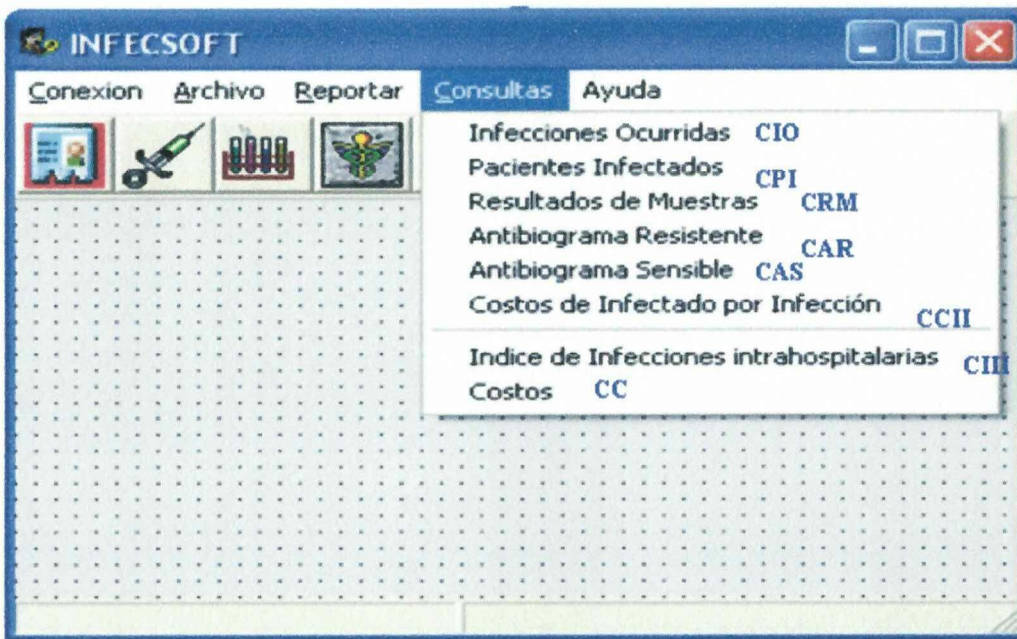 INFECSOFT
Conexion Archivo Reportar Consultas Ayuda
Infecciones Ocurridas CIO
Pacientes Infectados CPI
Resultados de Muestras CRM
Antibiograma Resistente CAR
Antibiograma Sensible CAS
Costos de Infectado por Infección CCII
Indice de Infecciones intrahospitalarias CIII
Costos CC